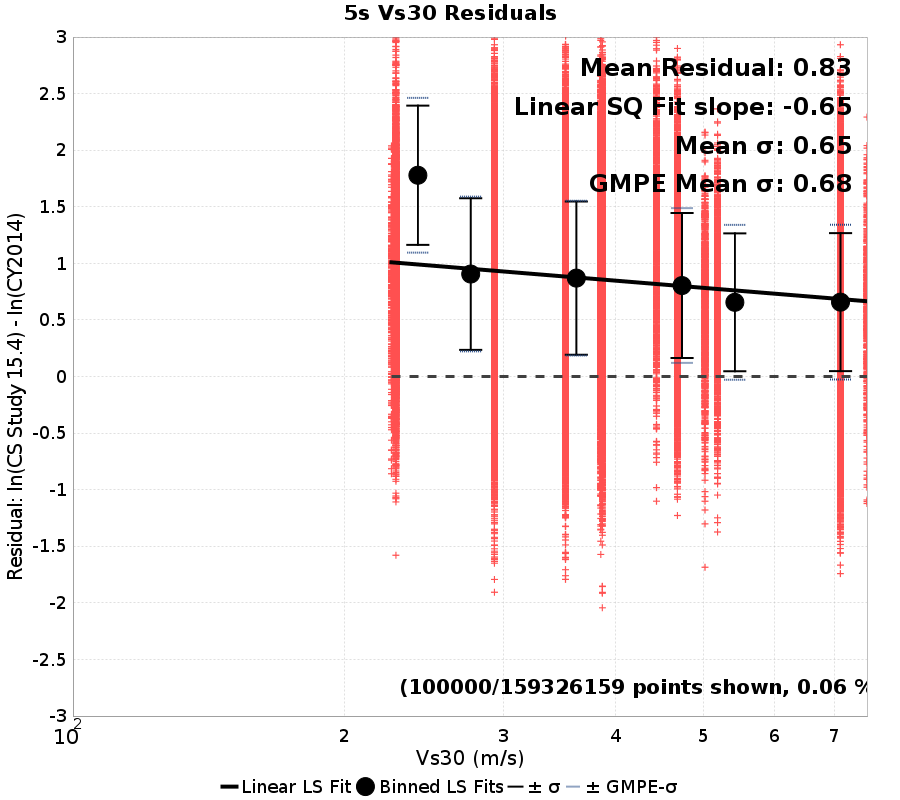 5s Vs30 Residuals
Mean Residual: 0.83
Linear SQ Fit slope: -0.65
Mean σ: 0.65
GMPE Mean σ: 0.68
Residual: ln(CS Study 15.4) - ln(CY2014)
3
2.5
2
1.5
1
0.5
0
-0.5
-1
-1.5
-2
-2.5
-3
(100000/159326159 points shown, 0.06 %
10²
2
3
4
5
6
7
Vs30 (m/s)
Linear LS Fit Binned LS Fits ± σ ± GMPE-σ